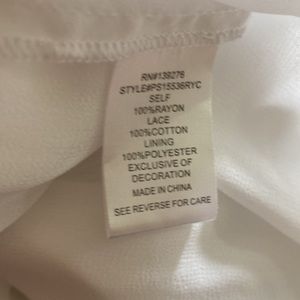 RN#139276
STYLE#PS15536RYC
SELF
100%RAYON
LACE
100%COTTON
LINING
100%POLYESTER
EXCLUSIVE OF
DECORATION
MADE IN CHINA
SEE REVERSE FOR CARE